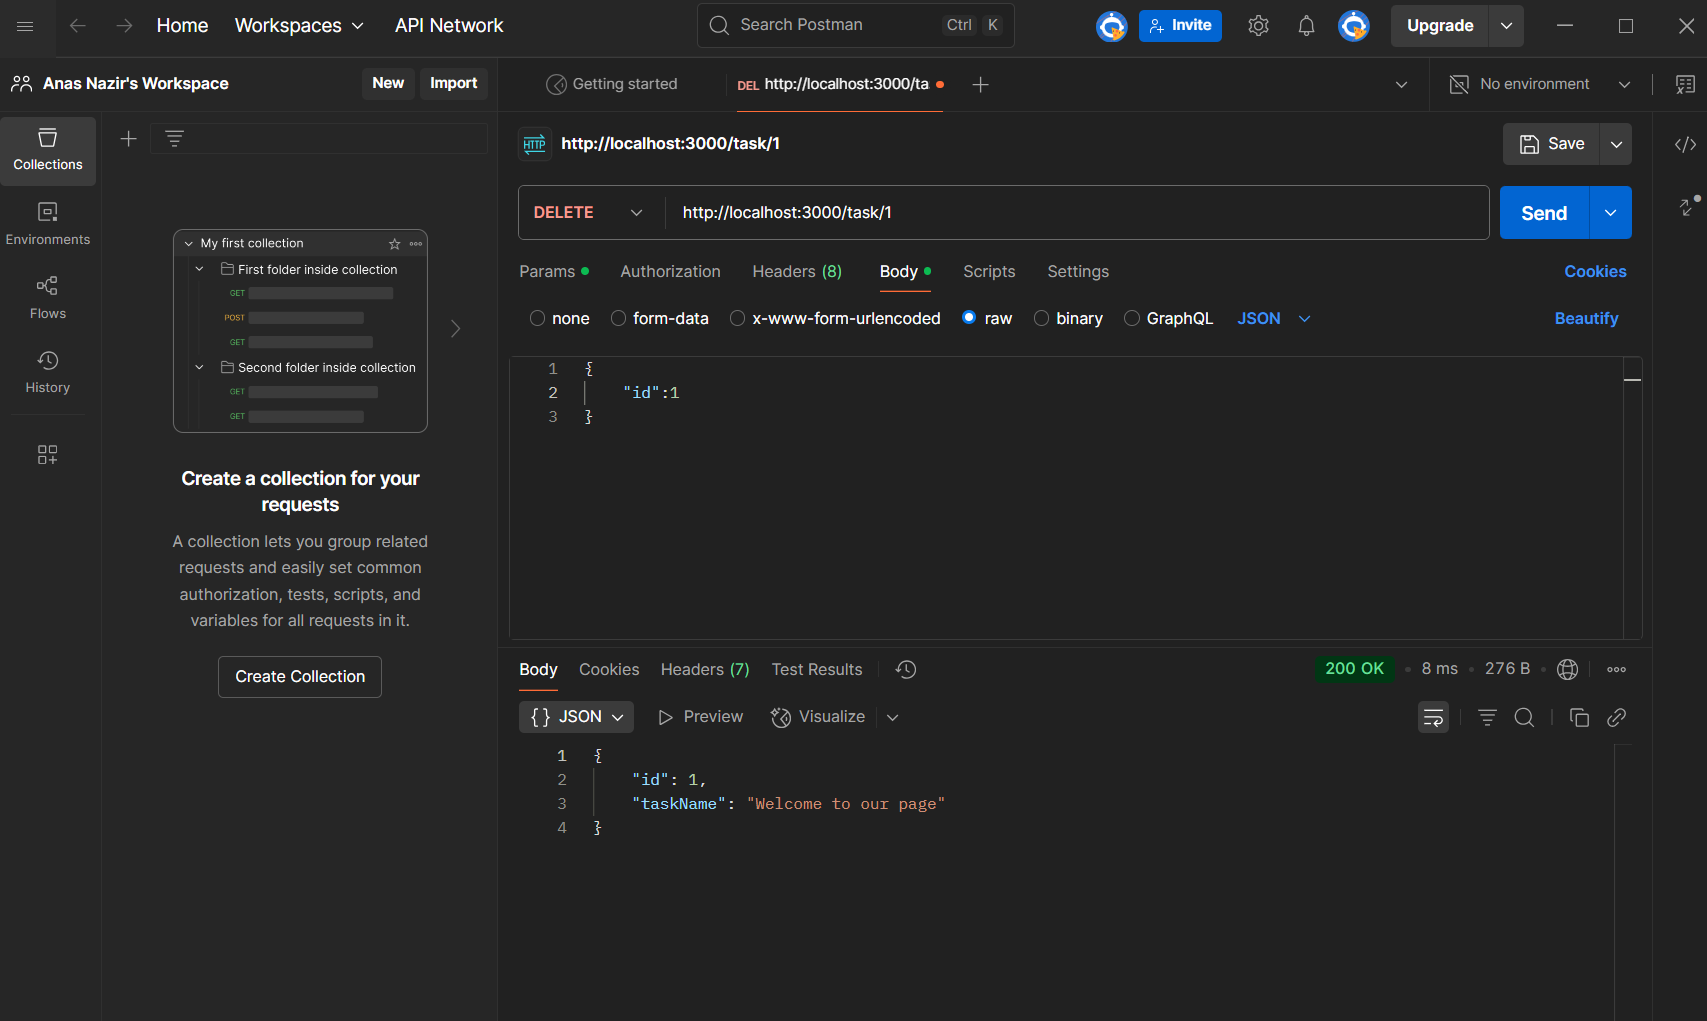 Home Workspaces API Network Search Postman Ctrl K Invite Upgrade
Anas Nazir's Workspace New Import Getting started DEL http://localhost:3000/ta No environment
Collections
Environments
Flows
History
My first collection
First folder inside collection
GET
POST
GET
Second folder inside collection
GET
GET
Create a collection for your
requests
A collection lets you group related
requests and easily set common
authorization, tests, scripts, and
variables for all requests in it.
Create Collection
HTTP http://localhost:3000/task/1 Save
DELETE http://localhost:3000/task/1 Send
Params Authorization Headers (8) Body Scripts Settings Cookies
none form-data x-www-form-urlencoded raw binary GraphQL JSON Beautify
1 {
2 "id":1
3 }
Body Cookies Headers (7) Test Results 200 OK 8 ms 276 B
{} JSON Preview Visualize
1 {
2 "id": 1,
3 "taskName": "Welcome to our page"
4 }